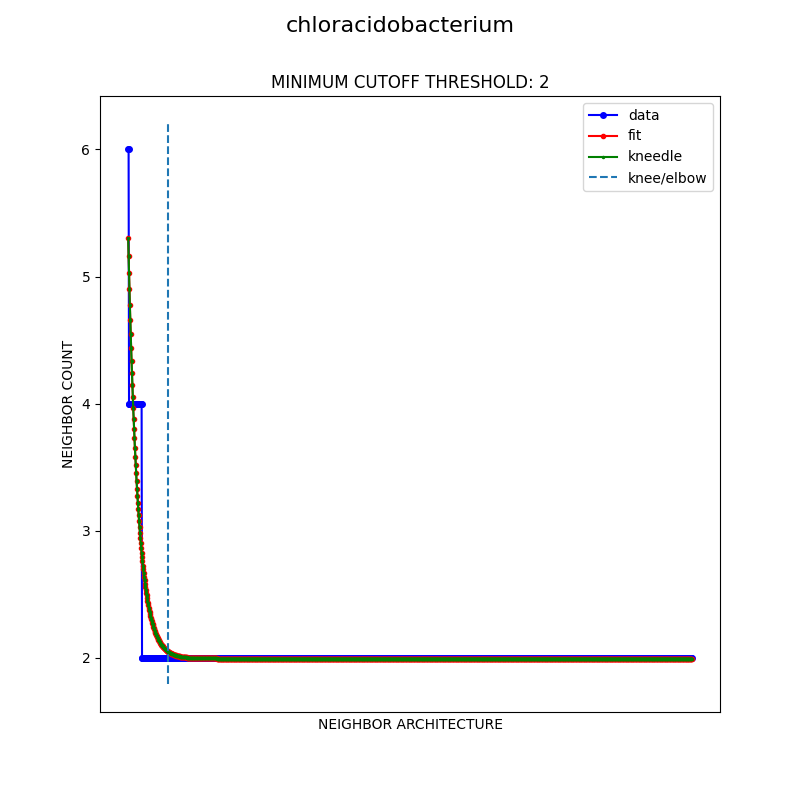 chloracidobacterium
MINIMUM CUTOFF THRESHOLD: 2
data
fit
kneedle
knee/elbow
6
5
4
3
2
NEIGHBOR COUNT
NEIGHBOR ARCHITECTURE